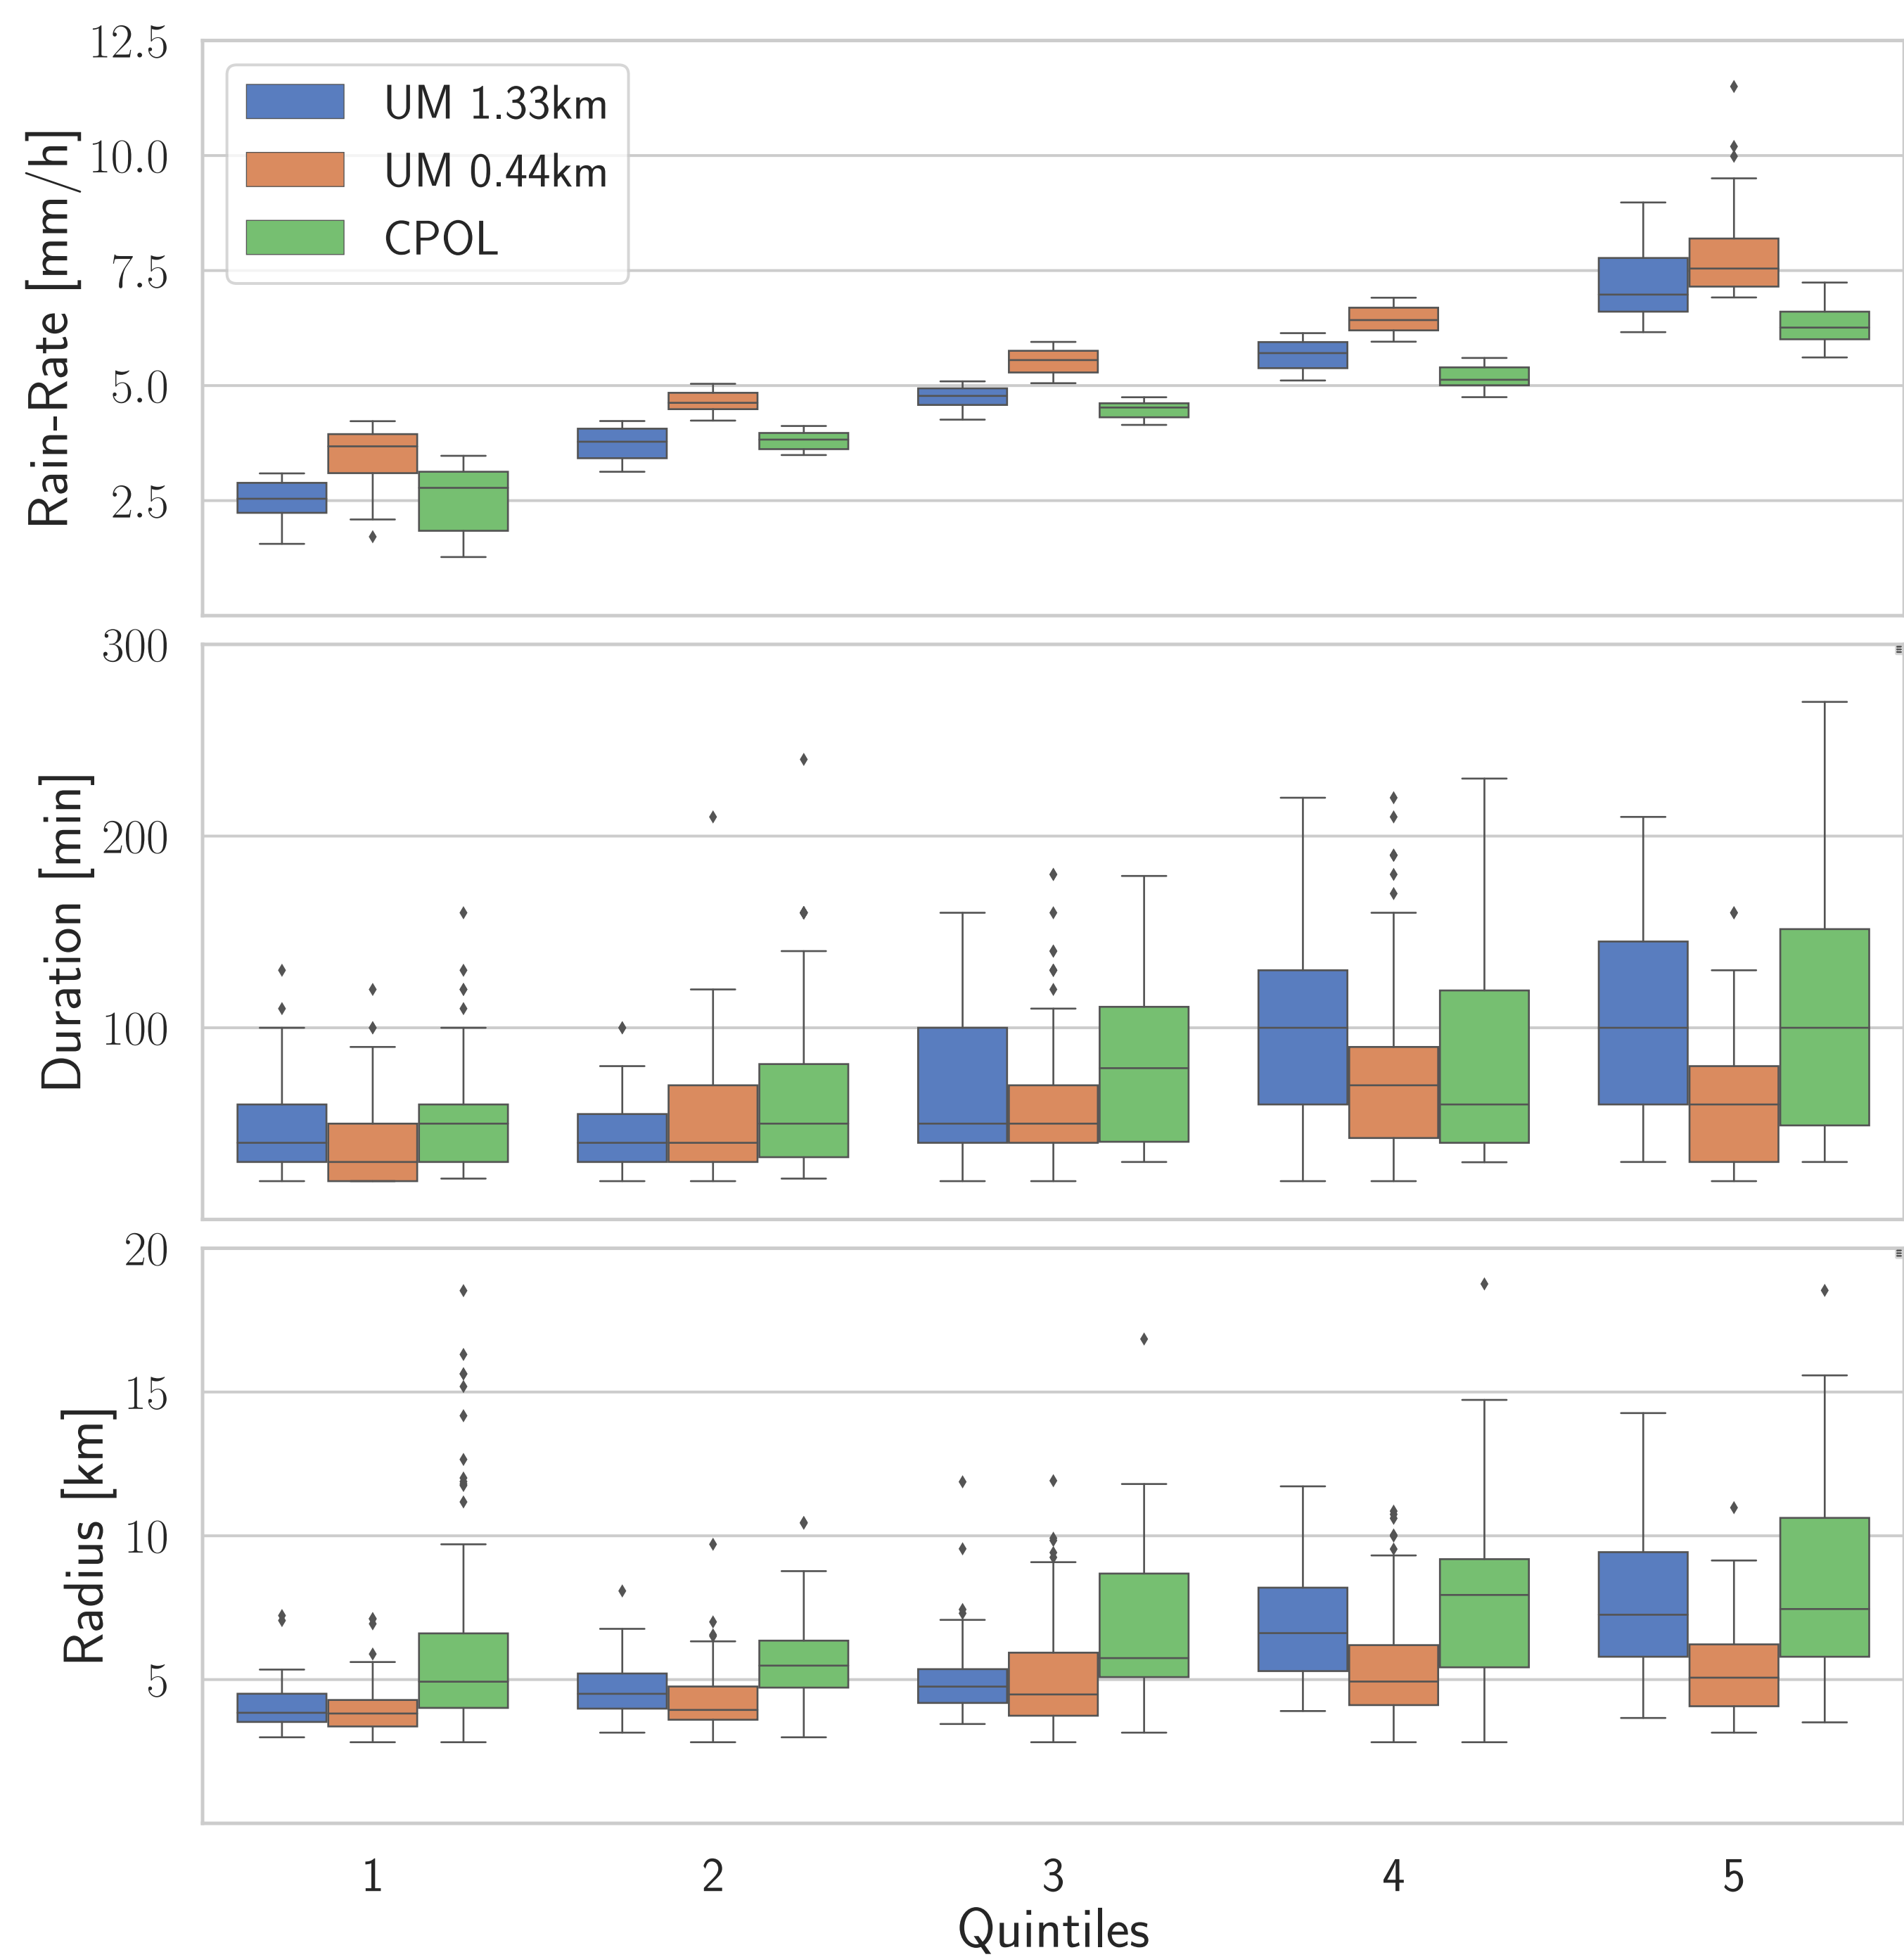 Rain-Rate [mm/h]
12.5
10.0
7.5
5.0
2.5
UM 1.33km
UM 0.44km
CPOL
Duration [min]
300
200
100
Radius [km]
20
15
10
5
1 2 3 4 5
Quintiles